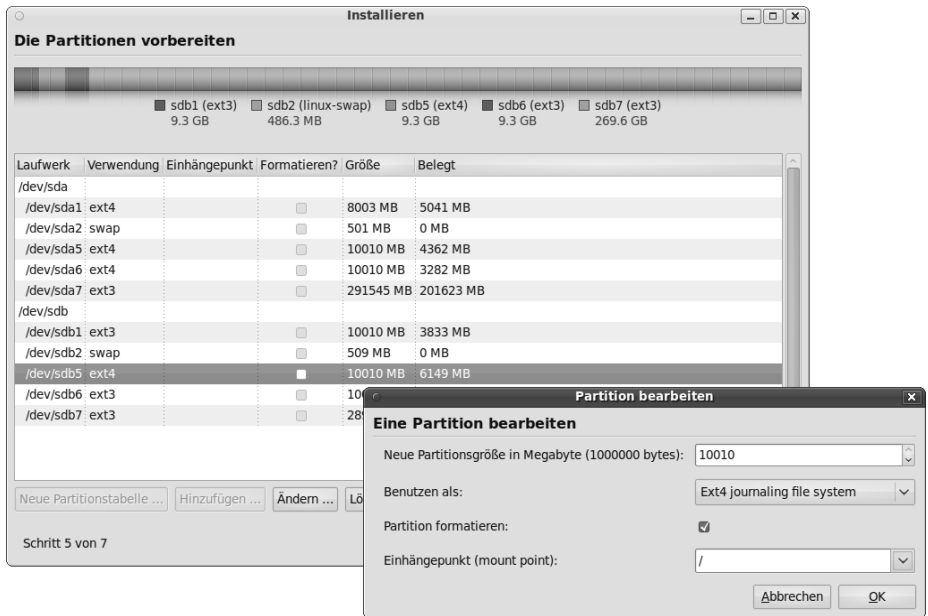 Installieren
Die Partitionen vorbereiten
sdb1 (ext3) sdb2 (linux-swap) sdb5 (ext4) sdb6 (ext3) sdb7 (ext3)
9.3 GB 486.3 MB 9.3 GB 9.3 GB 269.6 GB
Laufwerk Verwendung Einhängepunkt Formatieren? Größe Belegt
/dev/sda
/dev/sda1 ext4 8003 MB 5041 MB
/dev/sda2 swap 501 MB 0 MB
/dev/sda5 ext4 10010 MB 4362 MB
/dev/sda6 ext4 10010 MB 3282 MB
/dev/sda7 ext3 291545 MB 201623 MB
/dev/sdb
/dev/sdb1 ext3 10010 MB 3833 MB
/dev/sdb2 swap 509 MB 0 MB
/dev/sdb5 ext4 10010 MB 6149 MB
/dev/sdb6 ext3
/dev/sdb7 ext3
Neue Partitionstabelle ... Hinzufügen ... Ändern ...
Schritt 5 von 7
Partition bearbeiten
Eine Partition bearbeiten
Neue Partitionsgröße in Megabyte (1000000 bytes): 10010
Benutzen als: Ext4 journaling file system
Partition formatieren:
Einhängepunkt (mount point): /
Abbrechen OK